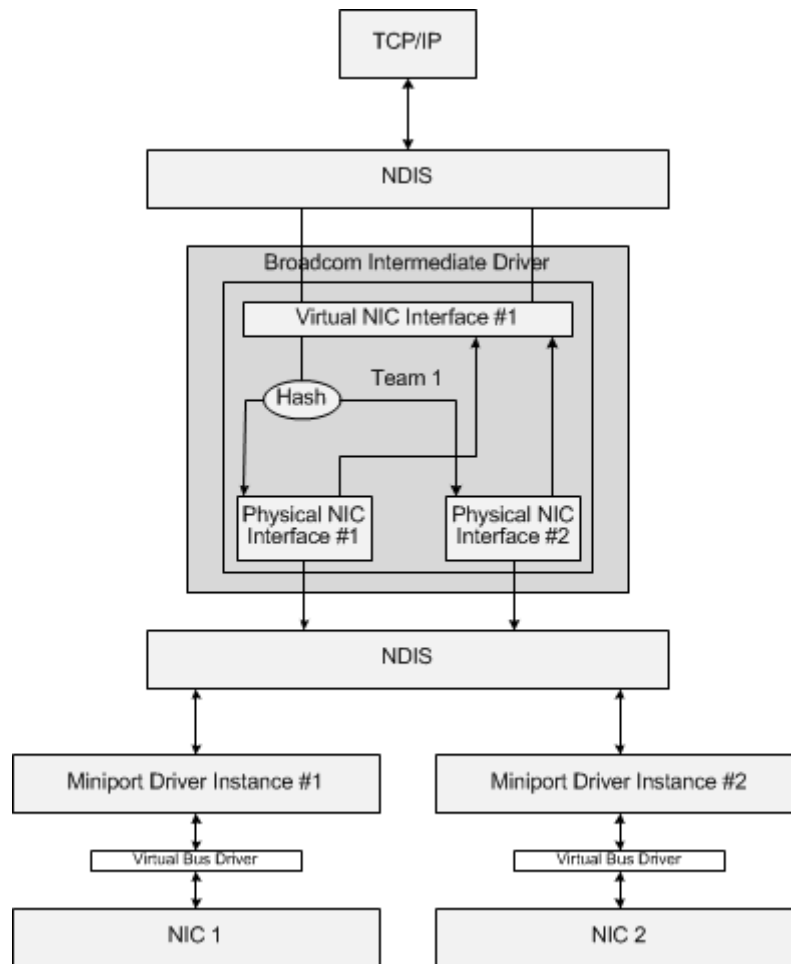 TCP/IP
NDIS
Broadcom Intermediate Driver
Virtual NIC Interface #1
Team 1
Hash
Physical NIC
Interface #1
Physical NIC
Interface #2
NDIS
Miniport Driver Instance #1
Miniport Driver Instance #2
Virtual Bus Driver
Virtual Bus Driver
NIC 1
NIC 2